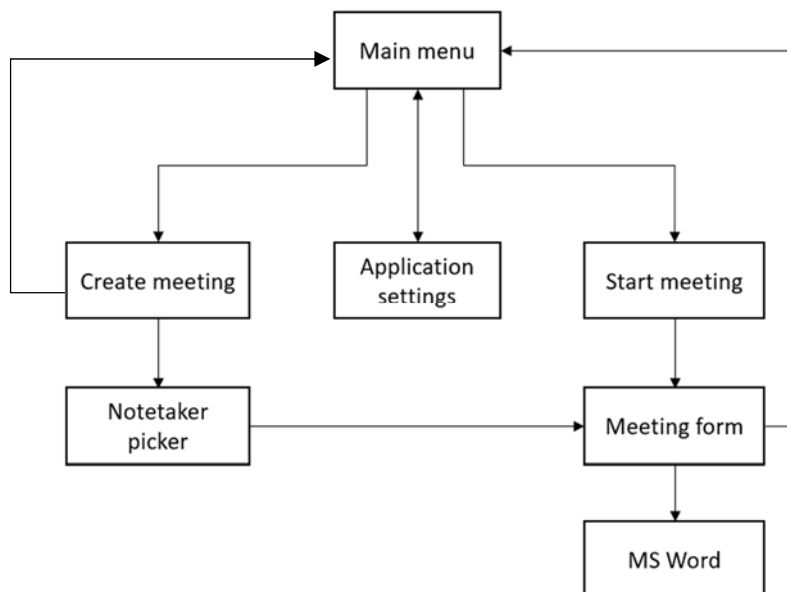 Main menu
Create meeting
Application
settings
Start meeting
Notetaker
picker
Meeting form
MS Word